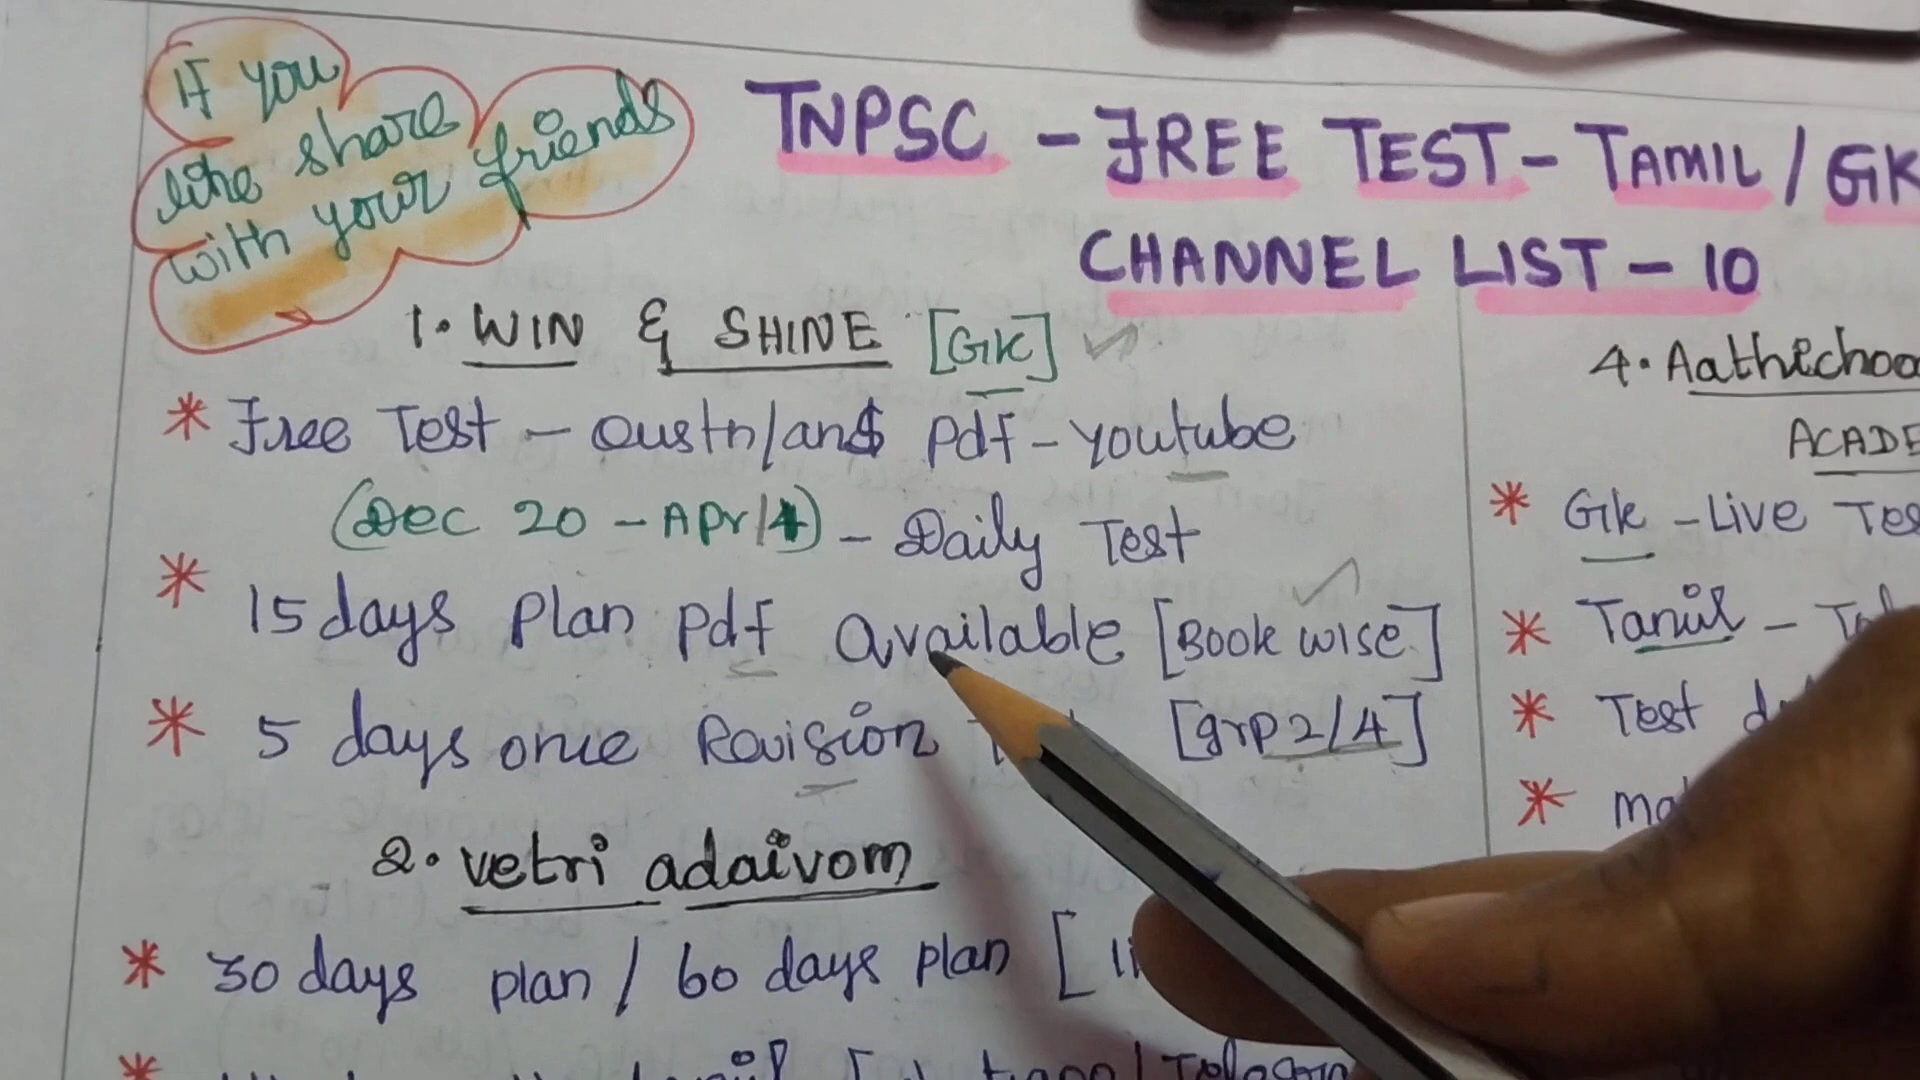 If you
like share
with your friends
TNPSC - FREE TEST - TAMIL / GK
CHANNEL LIST - 10
1. WIN & SHINE [GK]
* Free Test - Oustn/ans pdf - youtube
(Dec 20 - APr/4) - Daily Test
* 15 days Plan Pdf available [Book wise]
* 5 days once Revision [grp 2/4]
2. vetri adaivom
* 30 days plan / 60 days plan [
*
4. Aathichoo
ACADE
* GK - Live Tes
* Tamil -
* Test
*